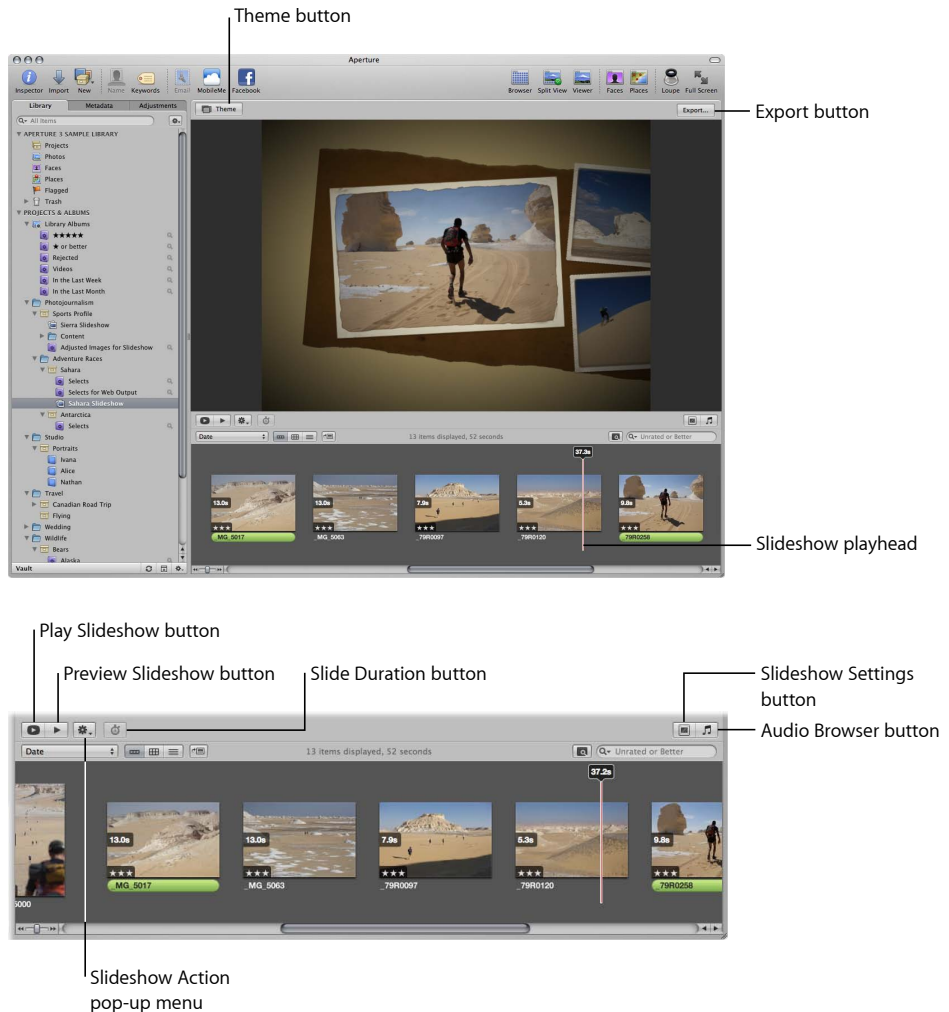 Theme button
Aperture
Inspector Import New Name Keywords Email MobileMe Facebook Browser Split View Viewer Faces Places Loupe Full Screen
Library Metadata Adjustments
Theme
Export...
Export button
All Items
APERTURE 3 SAMPLE LIBRARY
Projects
Photos
Faces
Places
Flagged
Trash
PROJECTS & ALBUMS
Library Albums
★★★★★
★ or better
Rejected
Videos
In the Last Week
In the Last Month
Photojournalism
Sports Profile
Sierra Slideshow
Content
Adjusted Images for Slideshow
Adventure Races
Sahara
Selects
Selects for Web Output
Sahara Slideshow
Antarctica
Selects
Studio
Portraits
Ivana
Alice
Nathan
Travel
Canadian Road Trip
Flying
Wedding
Wildlife
Bears
Alaska
Vault
Date
13 items displayed, 52 seconds
Unrated or Better
37.3s
13.0s
13.0s
7.9s
5.3s
9.8s
_MG_5017
_MG_5063
_79R0097
_79R0120
_79R0258
Slideshow playhead
Play Slideshow button
Preview Slideshow button
Slide Duration button
Slideshow Settings
button
Audio Browser button
Date
13 items displayed, 52 seconds
Unrated or Better
37.2s
13.0s
13.0s
7.9s
5.3s
9.8s
5000
_MG_5017
_MG_5063
_79R0097
_79R0120
_79R0258
Slideshow Action
pop-up menu